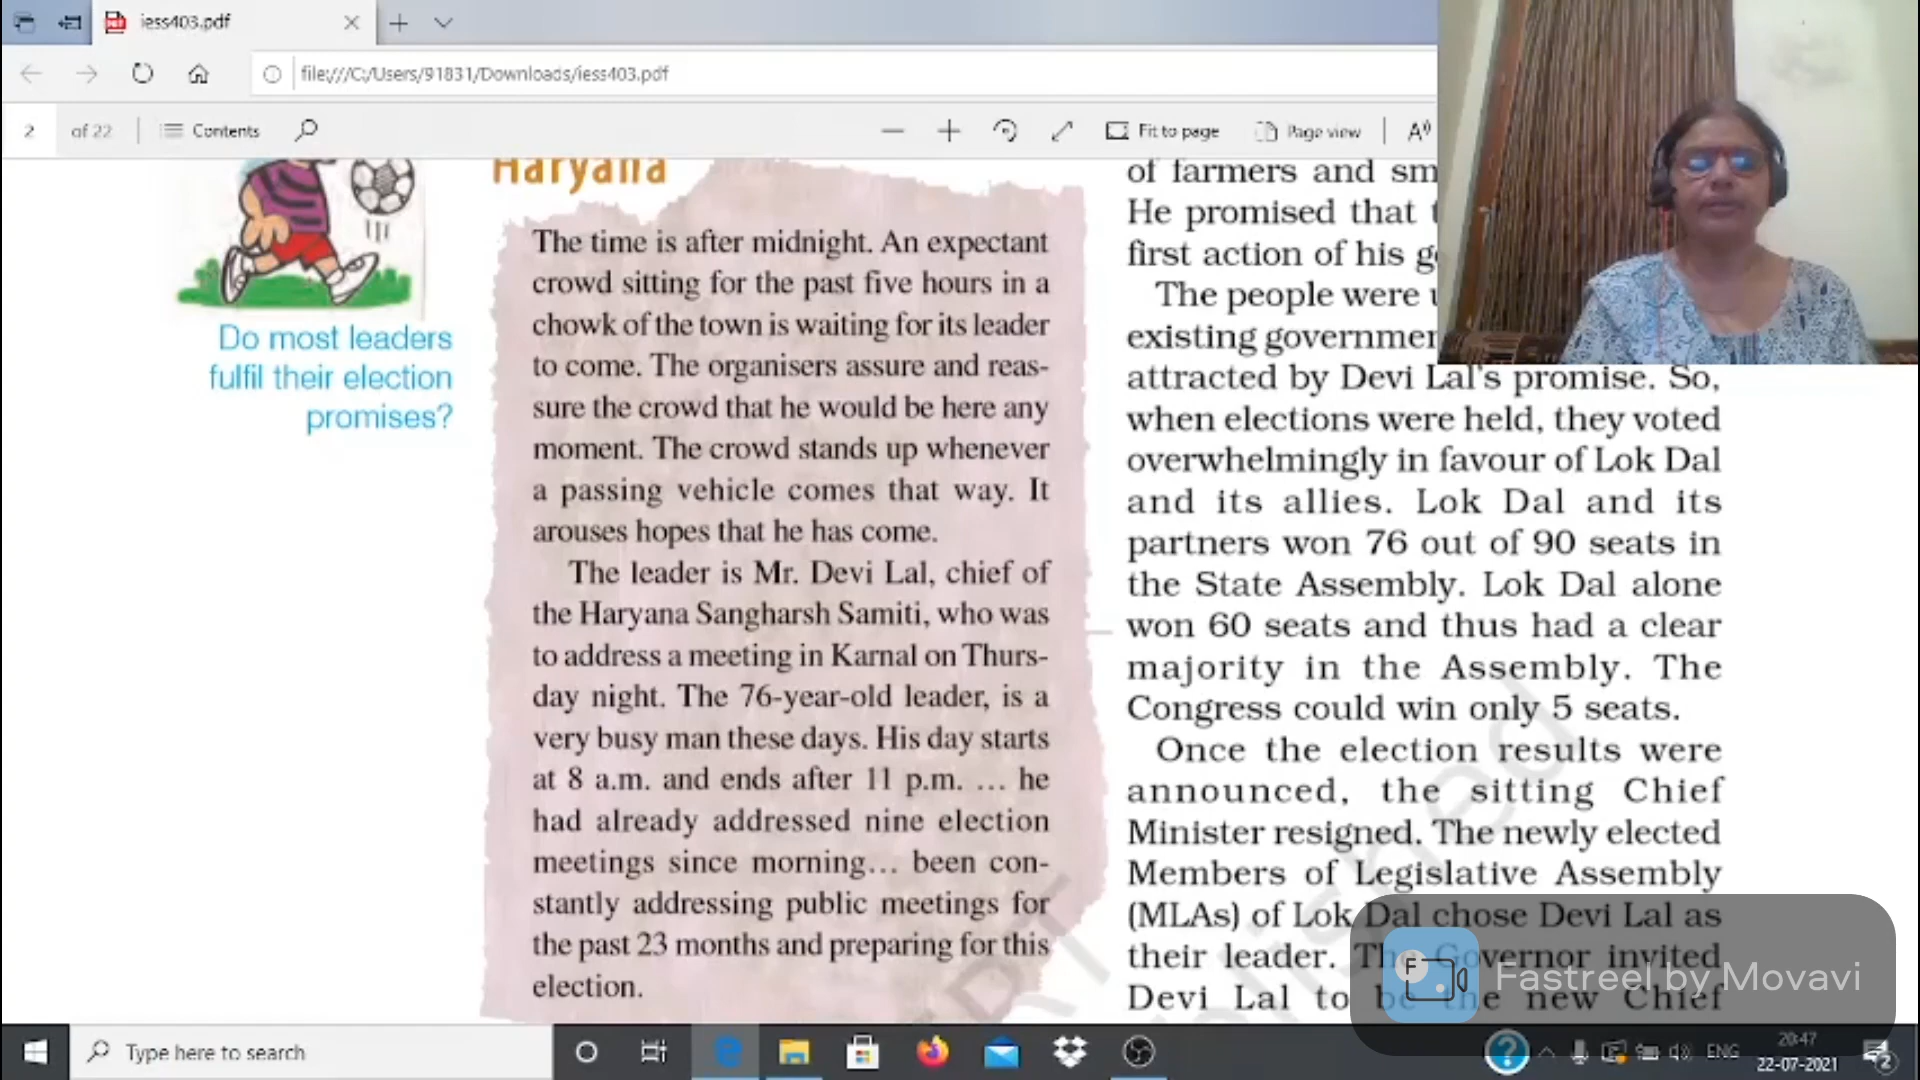 iess403.pdf
file:///C:/Users/91831/Downloads/iess403.pdf
2 of 22
Contents
Fit to page
Page view
Haryana
Do most leaders
fulfil their election
promises?
The time is after midnight. An expectant
crowd sitting for the past five hours in a
chowk of the town is waiting for its leader
to come. The organisers assure and reas-
sure the crowd that he would be here any
moment. The crowd stands up whenever
a passing vehicle comes that way. It
arouses hopes that he has come.
The leader is Mr. Devi Lal, chief of
the Haryana Sangharsh Samiti, who was
to address a meeting in Karnal on Thurs-
day night. The 76-year-old leader, is a
very busy man these days. His day starts
at 8 a.m. and ends after 11 p.m. … he
had already addressed nine election
meetings since morning… been con-
stantly addressing public meetings for
the past 23 months and preparing for this
election.
of farmers and sm
He promised that t
first action of his g
The people were u
existing governmen
attracted by Devi Lal's promise. So,
when elections were held, they voted
overwhelmingly in favour of Lok Dal
and its allies. Lok Dal and its
partners won 76 out of 90 seats in
the State Assembly. Lok Dal alone
won 60 seats and thus had a clear
majority in the Assembly. The
Congress could win only 5 seats.
Once the election results were
announced, the sitting Chief
Minister resigned. The newly elected
Members of Legislative Assembly
(MLAs) of Lok Dal chose Devi Lal as
their leader. The Governor invited
Devi Lal to be the new Chief
Fastreel by Movavi
Type here to search
ENG
20:47
22-07-2021
2